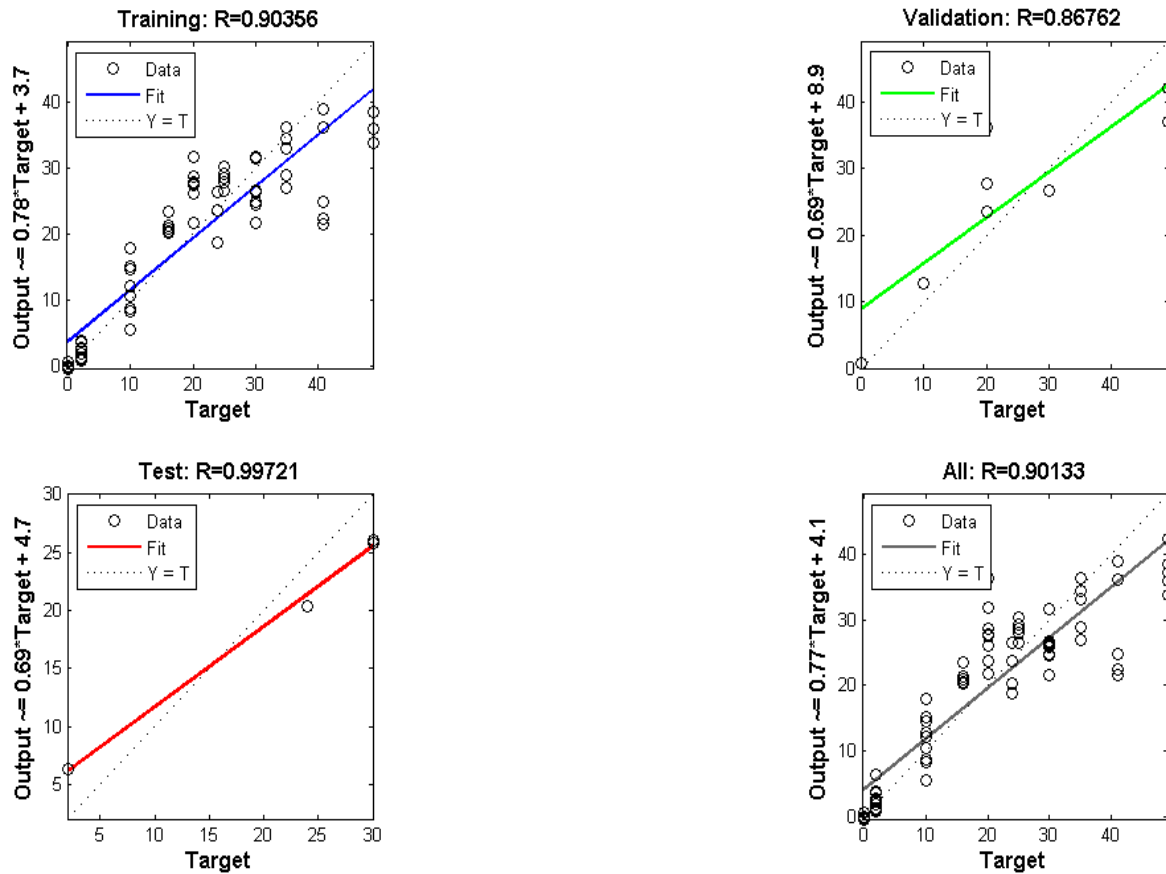 Training: R=0.90356
Output ~= 0.78*Target + 3.7
Data
Fit
Y = T
40
30
20
10
0
0 10 20 30 40
Target
Validation: R=0.86762
Output ~= 0.69*Target + 8.9
Data
Fit
Y = T
40
30
20
10
0
0 10 20 30 40
Target
Test: R=0.99721
Output ~= 0.69*Target + 4.7
Data
Fit
Y = T
30
25
20
15
10
5
5 10 15 20 25 30
Target
All: R=0.90133
Output ~= 0.77*Target + 4.1
Data
Fit
Y = T
40
30
20
10
0
0 10 20 30 40
Target